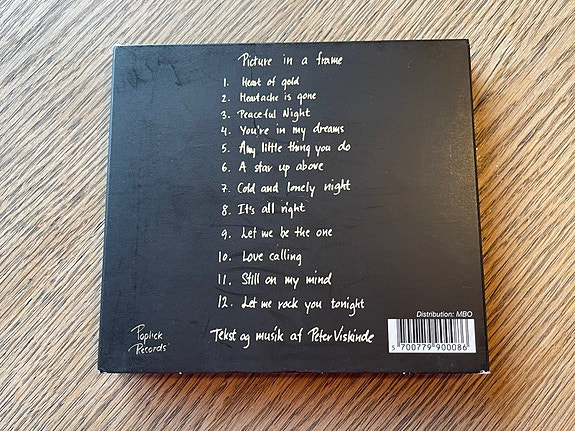 Picture in a frame
1. Heart of gold
2. Heartache is gone
3. Peaceful Night
4. You're in my dreams
5. Any little thing you do
6. A star up above
7. Cold and lonely night
8. It's all right
9. Let me be the one
10. Love calling
11. Still on my mind
12. Let me rock you tonight
Distribution: MBO
5 700779 900086
Poplick
Records
Tekst og musik af Peter Viskinde